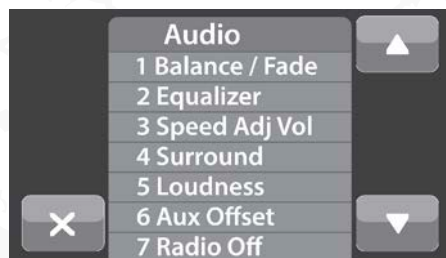 Audio
1 Balance / Fade
2 Equalizer
3 Speed Adj Vol
4 Surround
5 Loudness
6 Aux Offset
7 Radio Off